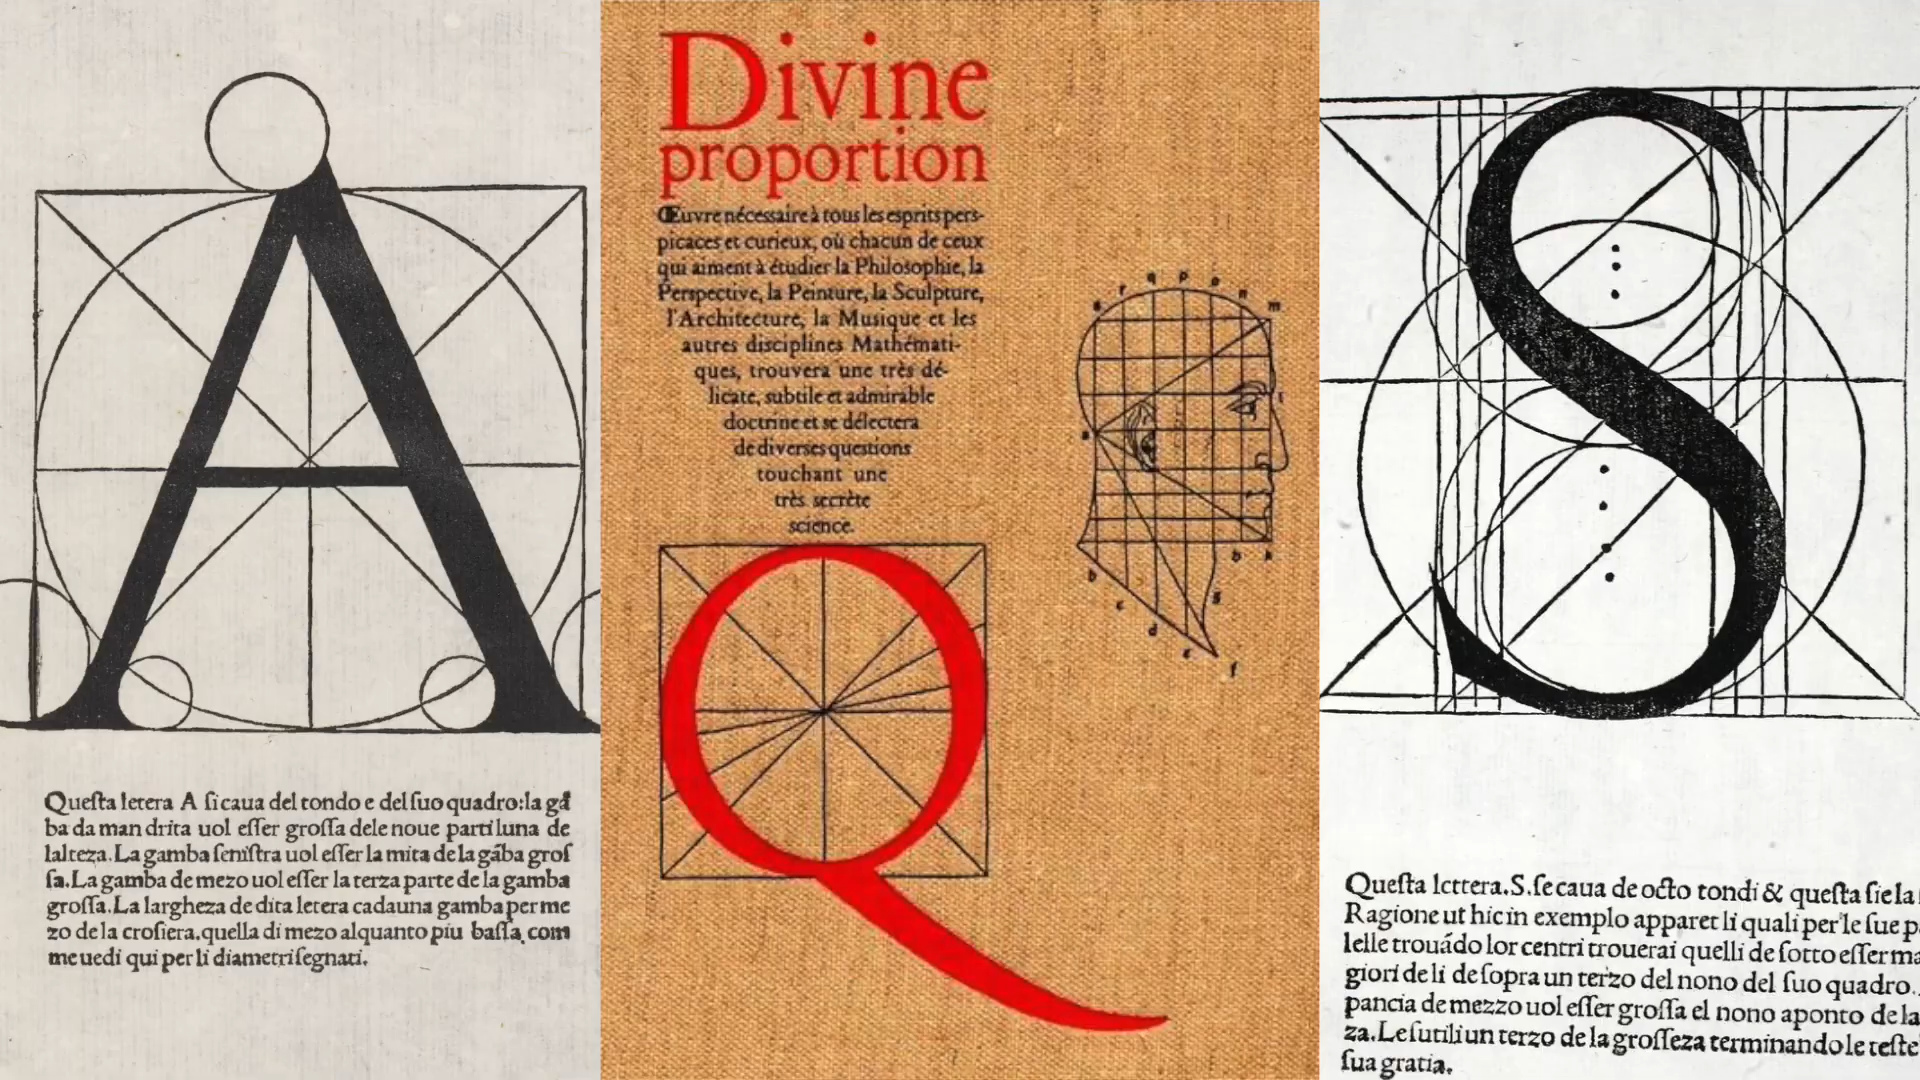 A
Questa letera A si caua del tondo e del suo quadro: la gã
ba da man drita uol esser grossa dele noue parti luna de
lalteza. La gamba senistra uol esser la mita de la gãba gros
sa. La gamba de mezo uol esser la terza parte de la gamba
grossa. La largheza de dita letera cadauna gamba per me
zo de la crosiera. quella di mezo alquanto piu bassa com
me uedi qui per li diametri segnati.
Divine
proportion
Œuvre nécessaire à tous les esprits pers-
picaces et curieux, où chacun de ceux
qui aiment à étudier la Philosophie, la
Perspective, la Peinture, la Sculpture,
l'Architecture, la Musique et les
autres disciplines Mathémati-
ques, trouvera une très dé-
licate, subtile et admirable
doctrine et se délectera
de diverses questions
touchant une
très secrète
science.
Q
r q p o n m
a
b c d e f
g h k
S
Questa lettera .S. se caua de octo tondi & questa sie la
Ragione ut hic in exemplo apparet li quali per le sue p
lelle trouãdo lor centri trouerai quelli de sotto esser ma
giori de li de sopra un terzo del nono del suo quadro.
pancia de mezzo uol esser grossa el nono aponto de la
za. Le sutili un terzo de la grosseza terminando le teste
sua gratia.